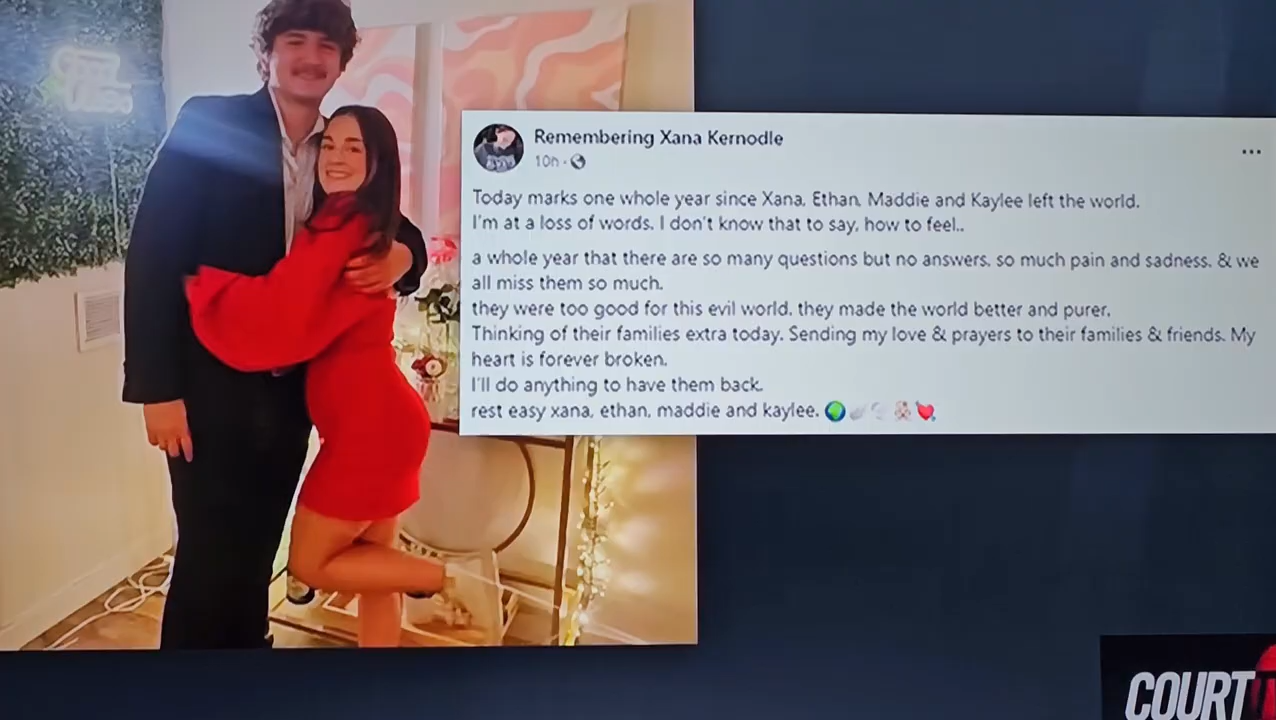 Remembering Xana Kernodle
10h ·
Today marks one whole year since Xana, Ethan, Maddie and Kaylee left the world.
I'm at a loss of words. I don't know that to say, how to feel..
a whole year that there are so many questions but no answers. so much pain and sadness. & we
all miss them so much.
they were too good for this evil world. they made the world better and purer.
Thinking of their families extra today. Sending my love & prayers to their families & friends. My
heart is forever broken.
I'll do anything to have them back.
rest easy xana, ethan, maddie and kaylee. 🌍🕊️🕊️🧸💘
COURT